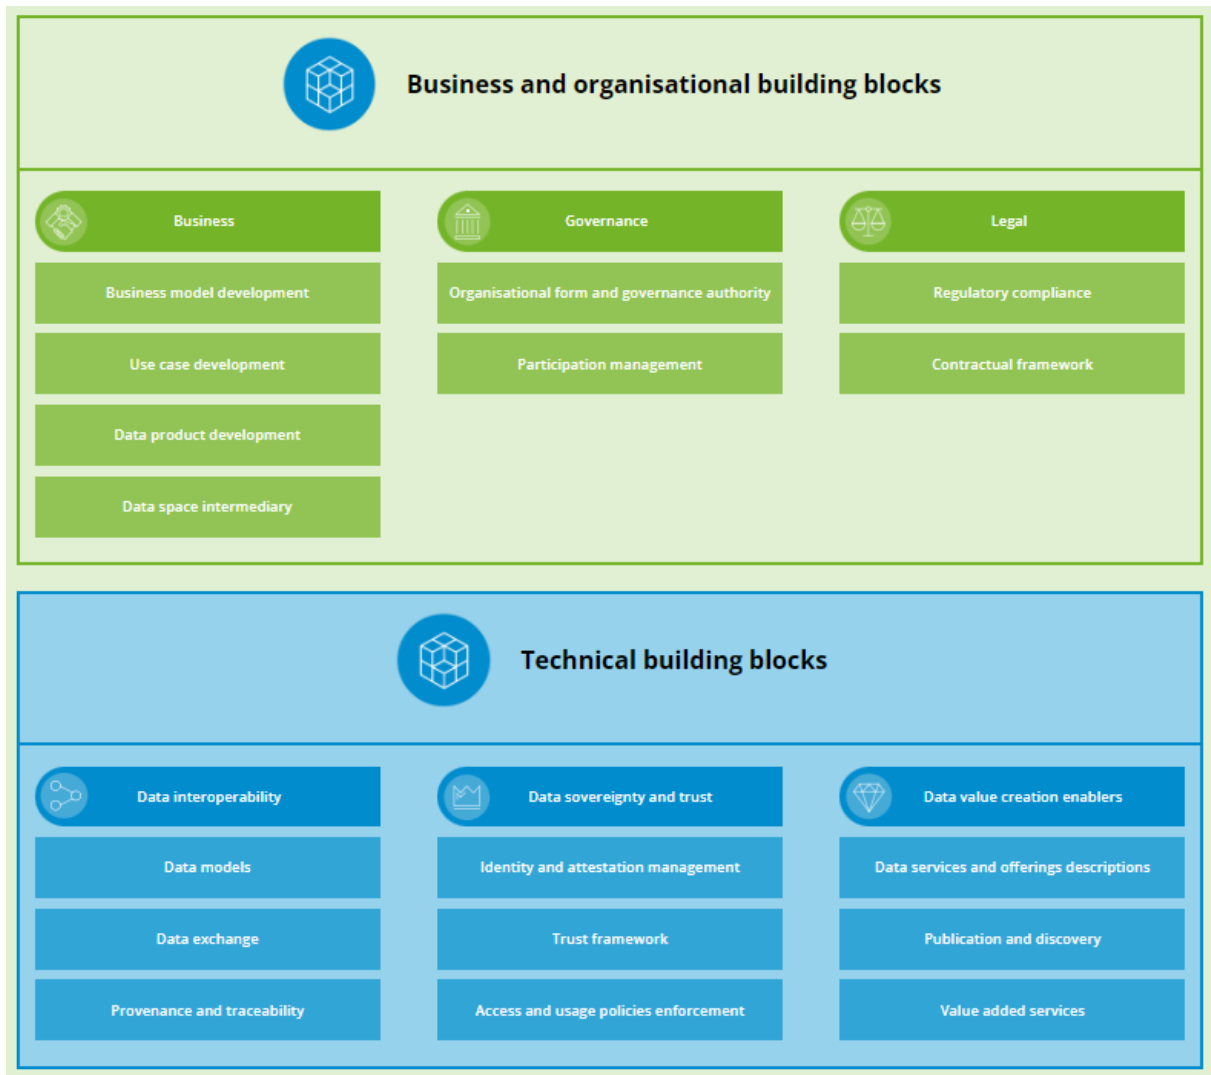 Business and organisational building blocks
Business
Business model development
Use case development
Data product development
Data space intermediary
Governance
Organisational form and governance authority
Participation management
Legal
Regulatory compliance
Contractual framework
Technical building blocks
Data interoperability
Data models
Data exchange
Provenance and traceability
Data sovereignty and trust
Identity and attestation management
Trust framework
Access and usage policies enforcement
Data value creation enablers
Data services and offerings descriptions
Publication and discovery
Value added services